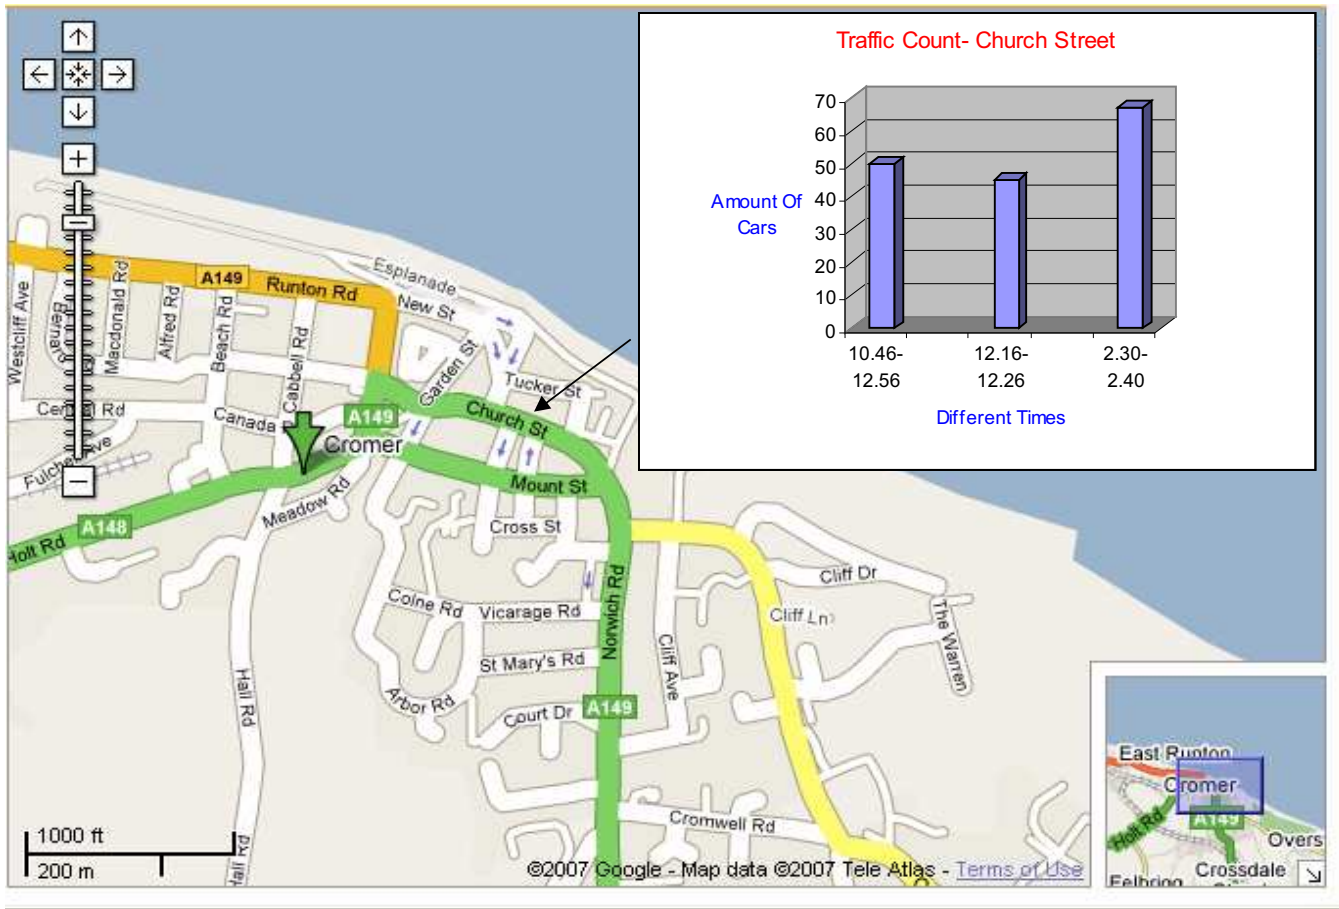 Traffic Count- Church Street
70
60
50
40
30
20
10
0
Amount Of
Cars
10.46-
12.56
12.16-
12.26
2.30-
2.40
Different Times
A149
Runton Rd
Esplanade
New St
Westcliff Ave
Macdonald Rd
Alfred Rd
Beach Rd
Cabbell Rd
Garden St
Tucker St
Church St
Canada
A149
Cromer
Mount St
Meadow Rd
A148
Holt Rd
Cross St
Colne Rd
Vicarage Rd
Norwich Rd
St Mary's Rd
Cliff Ave
Arbor Rd
Court Dr
A149
Hall Rd
Cliff Dr
Cliff Ln
The Warren
Cromwell Rd
Hall Rd
1000 ft
200 m
©2007 Google - Map data ©2007 Tele Atlas - Terms of Use
East Runton
Cromer
A149
Holt Rd
Overs
Crossdale
Felbrigg